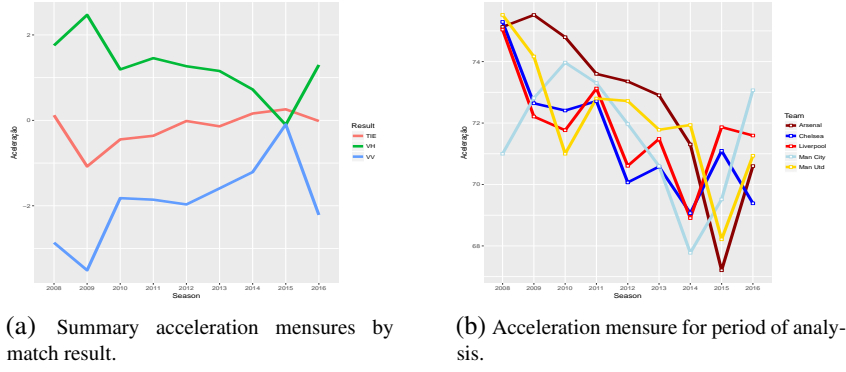 2
0
−2
Aceleração
2008 2009 2010 2011 2012 2013 2014 2015 2016
Season
Result
TIE
VH
VV
74
72
70
68
Aceleração
2008 2009 2010 2011 2012 2013 2014 2015 2016
Season
Team
Arsenal
Chelsea
Liverpool
Man City
Man Utd
(a) Summary acceleration mensures by
match result.
(b) Acceleration mensure for period of analy-
sis.